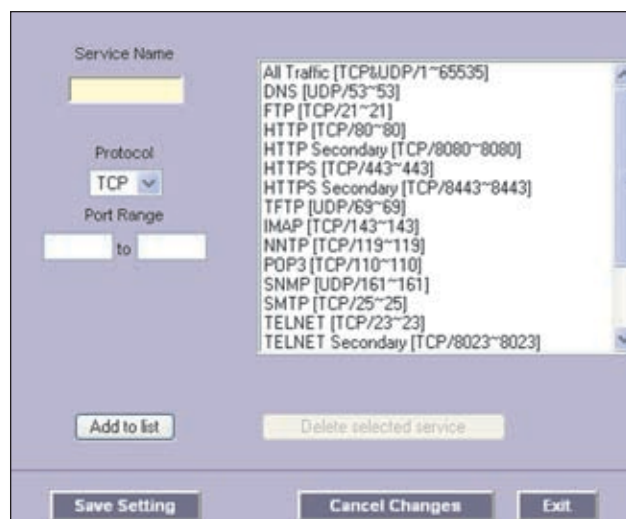 Service Name
Protocol
TCP
Port Range
to
All Traffic [TCP&UDP/1~65535]
DNS [UDP/53~53]
FTP [TCP/21~21]
HTTP [TCP/80~80]
HTTP Secondary [TCP/8080~8080]
HTTPS [TCP/443~443]
HTTPS Secondary [TCP/8443~8443]
TFTP [UDP/69~69]
IMAP [TCP/143~143]
NNTP [TCP/119~119]
POP3 [TCP/110~110]
SNMP [UDP/161~161]
SMTP [TCP/25~25]
TELNET [TCP/23~23]
TELNET Secondary [TCP/8023~8023]
Add to list
Delete selected service
Save Setting
Cancel Changes
Exit